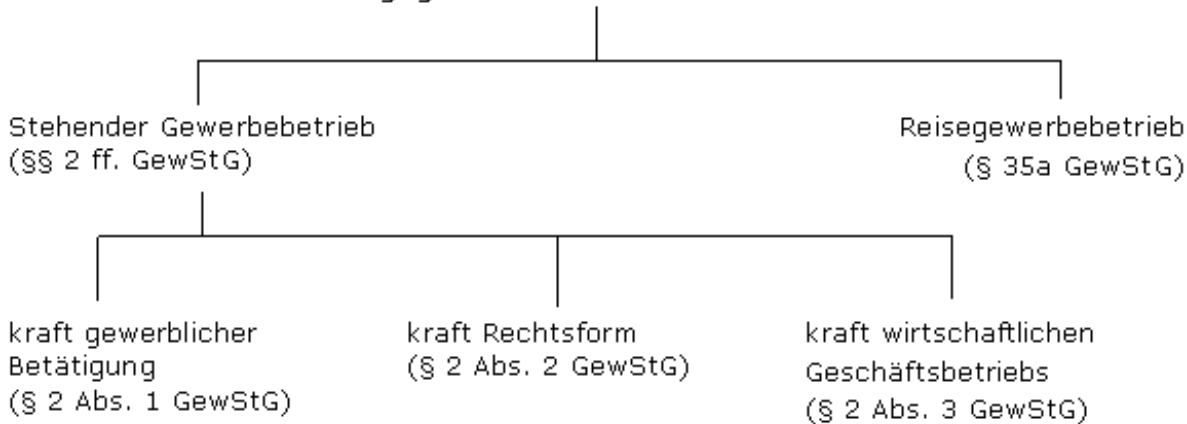 Stehender Gewerbebetrieb
(§§ 2 ff. GewStG)
Reisegewerbebetrieb
(§ 35a GewStG)
kraft gewerblicher
Betätigung
(§ 2 Abs. 1 GewStG)
kraft Rechtsform
(§ 2 Abs. 2 GewStG)
kraft wirtschaftlichen
Geschäftsbetriebs
(§ 2 Abs. 3 GewStG)